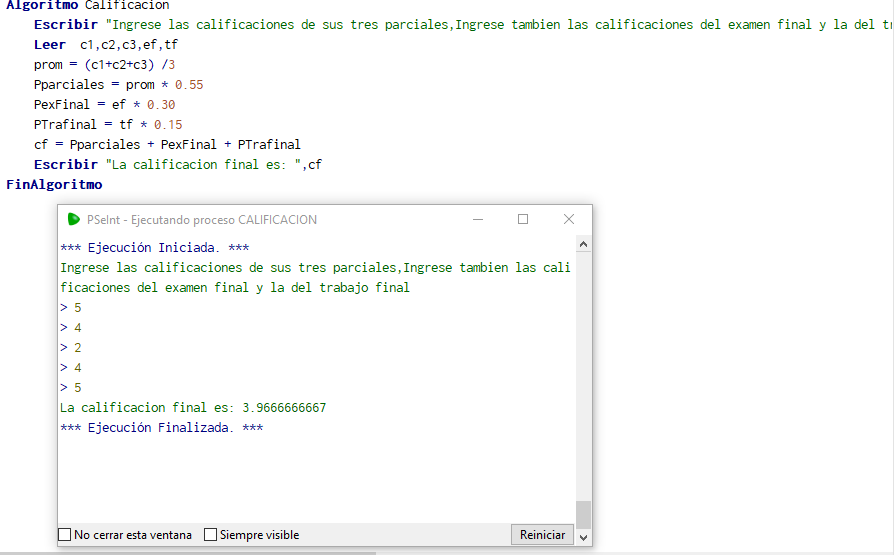 Algoritmo Calificacion
Escribir "Ingrese las calificaciones de sus tres parciales,Ingrese tambien las calificaciones del examen final y la del
Leer c1,c2,c3,ef,tf
prom = (c1+c2+c3) /3
Pparciales = prom * 0.55
PexFinal = ef * 0.30
PTrafinal = tf * 0.15
cf = Pparciales + PexFinal + PTrafinal
Escribir "La calificacion final es: ",cf
FinAlgoritmo
PSeInt - Ejecutando proceso CALIFICACION
*** Ejecución Iniciada. ***
Ingrese las calificaciones de sus tres parciales,Ingrese tambien las cali
ficaciones del examen final y la del trabajo final
> 5
> 4
> 2
> 4
> 5
La calificacion final es: 3.9666666667
*** Ejecución Finalizada. ***
No cerrar esta ventana Siempre visible Reiniciar